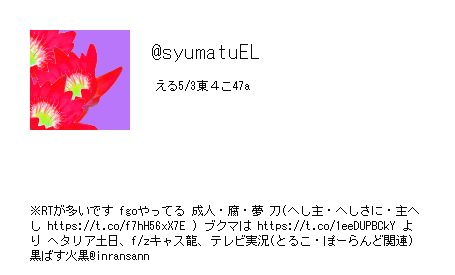 @syumatuEL
える5/3東４こ47a
※RTが多いです fgoやってる 成人・腐・夢 刀(へし主・へしさに・主へ
し https://t.co/f7hH56xX7E ) ブクマは https://t.co/1eeDUPBCkY よ
り ヘタリア土日、f/zキャス龍、テレビ実況(とるこ・ぽーらんど関連)
黒ばす火黒@inransann